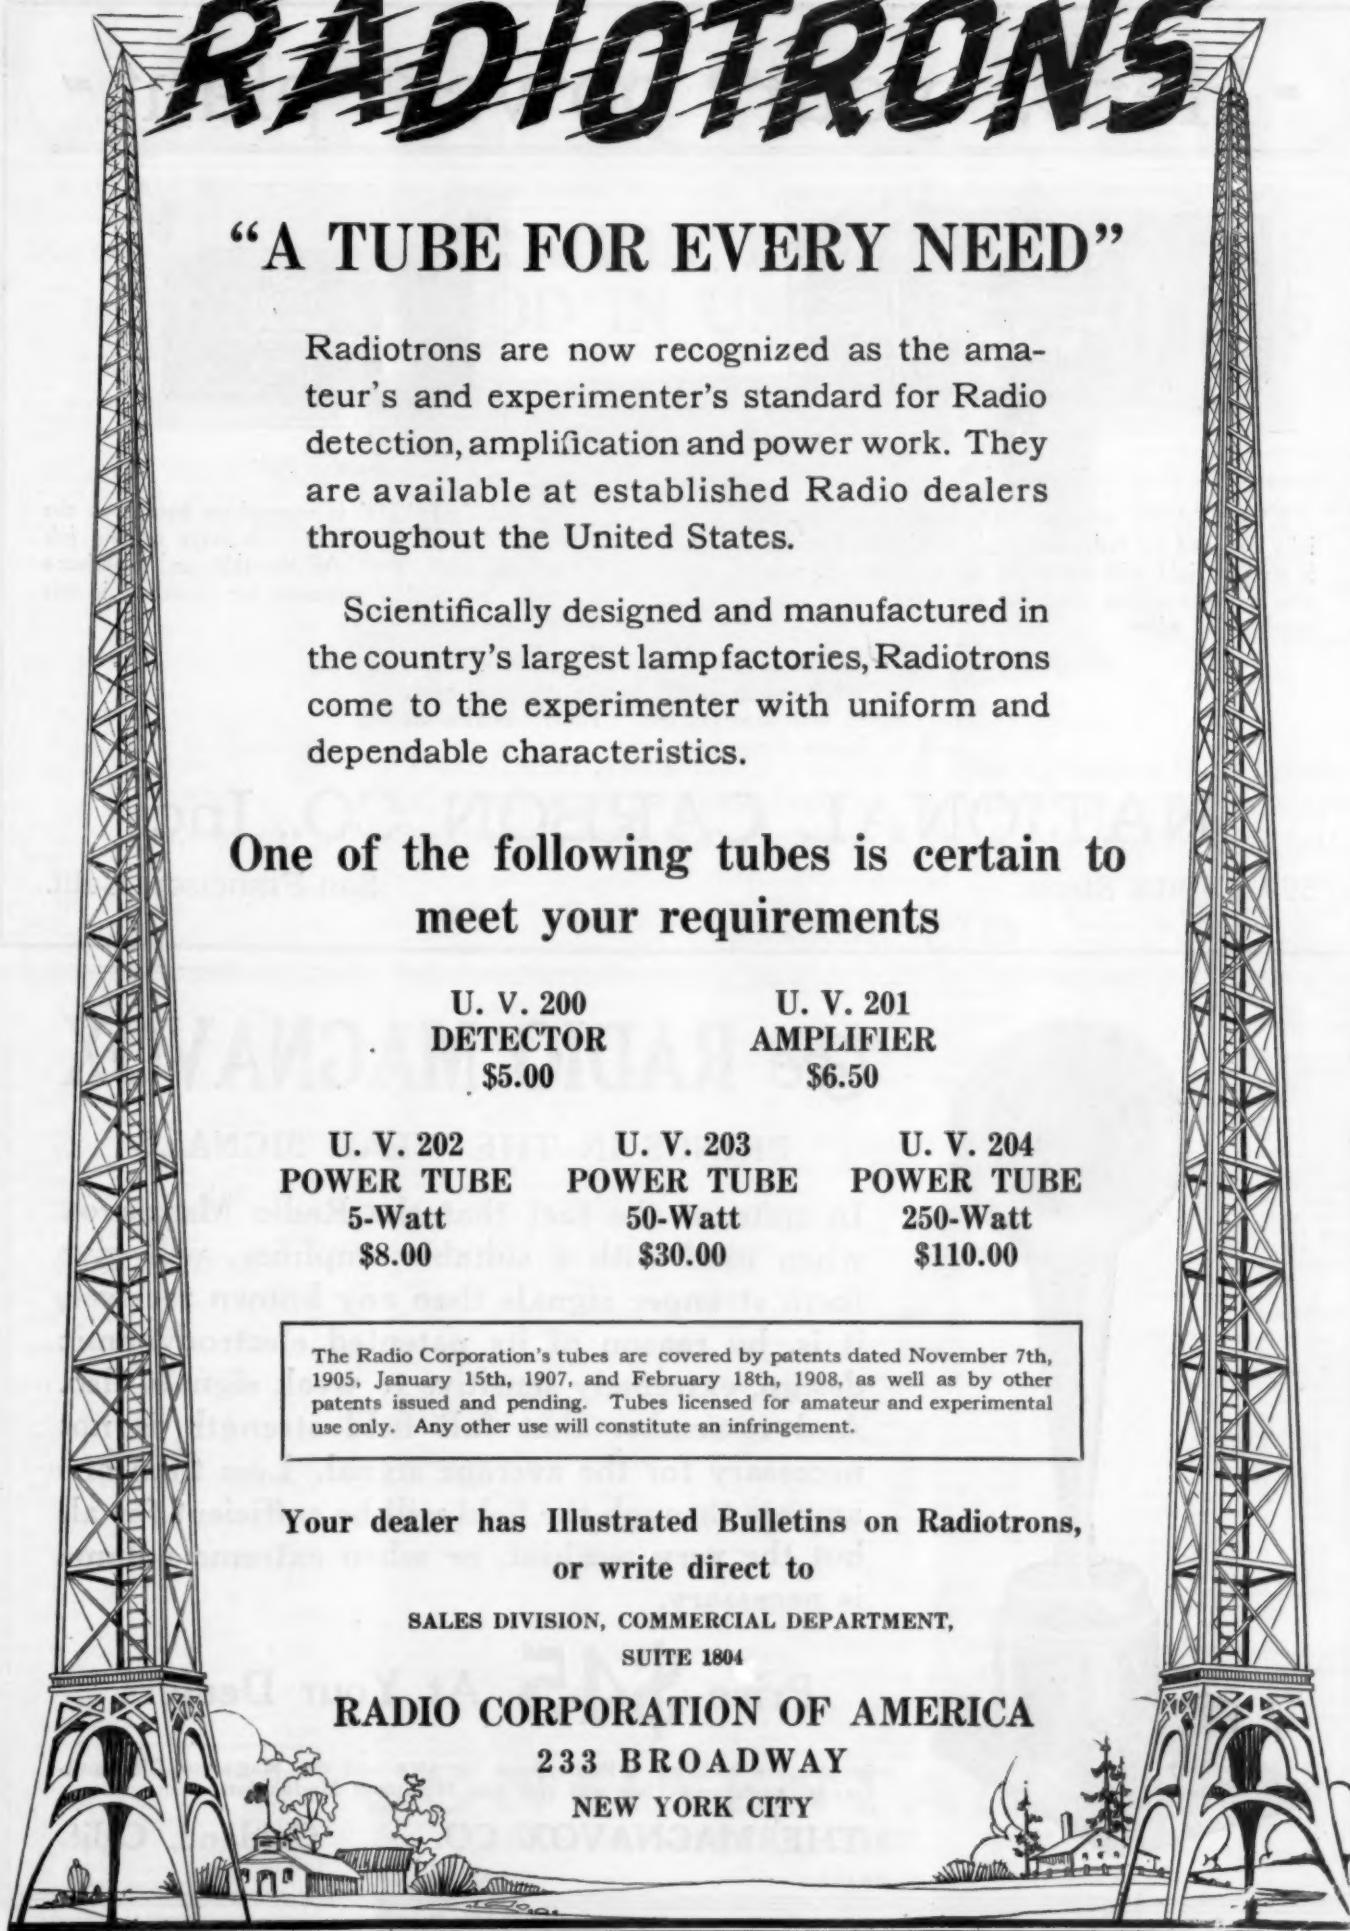 RADIOTRONS
“A TUBE FOR EVERY NEED”
Radiotrons are now recognized as the ama-
teur's and experimenter's standard for Radio
detection, amplification and power work. They
are available at established Radio dealers
throughout the United States.
Scientifically designed and manufactured in
the country's largest lamp factories, Radiotrons
come to the experimenter with uniform and
dependable characteristics.
One of the following tubes is certain to
meet your requirements
U. V. 200 U. V. 201
DETECTOR AMPLIFIER
$5.00 $6.50
U. V. 202 U. V. 203 U. V. 204
POWER TUBE POWER TUBE POWER TUBE
5-Watt 50-Watt 250-Watt
$8.00 $30.00 $110.00
The Radio Corporation's tubes are covered by patents dated November 7th,
1905, January 15th, 1907, and February 18th, 1908, as well as by other
patents issued and pending. Tubes licensed for amateur and experimental
use only. Any other use will constitute an infringement.
Your dealer has Illustrated Bulletins on Radiotrons,
or write direct to
SALES DIVISION, COMMERCIAL DEPARTMENT,
SUITE 1804
RADIO CORPORATION OF AMERICA
233 BROADWAY
NEW YORK CITY